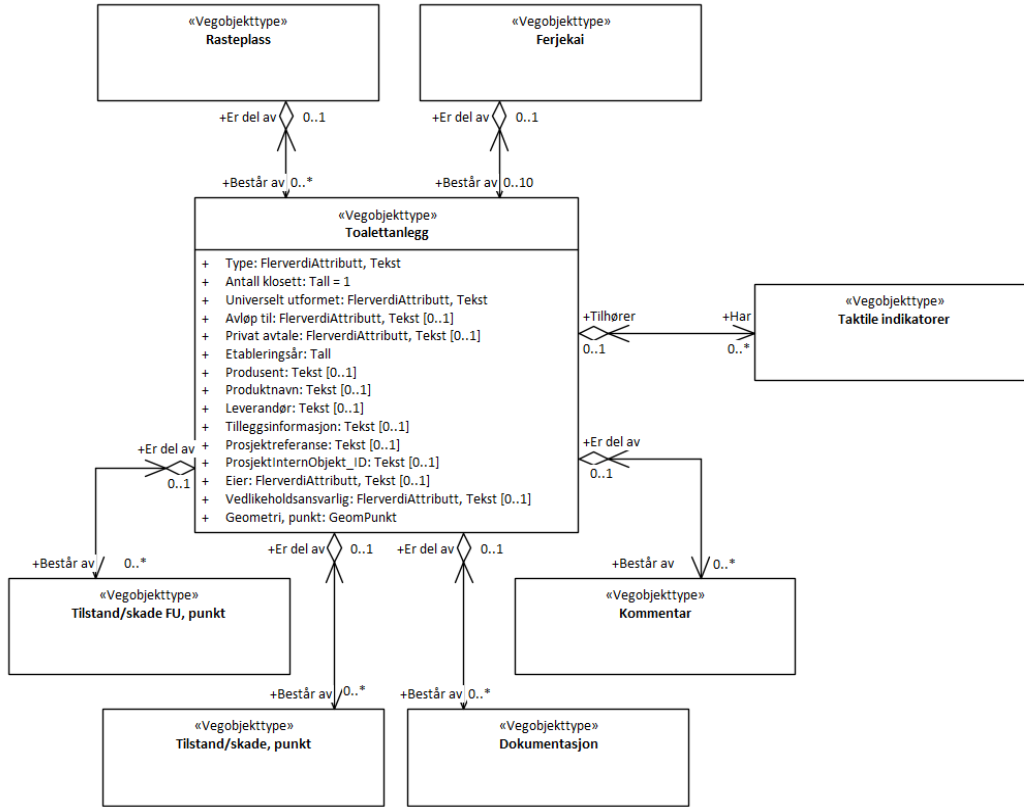 «Vegobjekttype»
Rasteplass
«Vegobjekttype»
Ferjekai
+Er del av 0..1
+Er del av 0..1
+Består av 0..*
+Består av 0..10
«Vegobjekttype»
Toalettanlegg
+ Type: FlerverdiAttributt, Tekst
+ Antall klosett: Tall = 1
+ Universelt utformet: FlerverdiAttributt, Tekst
+ Avløp til: FlerverdiAttributt, Tekst [0..1]
+ Privat avtale: FlerverdiAttributt, Tekst [0..1]
+ Etableringsår: Tall
+ Produsent: Tekst [0..1]
+ Produktnavn: Tekst [0..1]
+ Leverandør: Tekst [0..1]
+ Tilleggsinformasjon: Tekst [0..1]
+ Prosjektreferanse: Tekst [0..1]
+ ProsjektInternObjekt_ID: Tekst [0..1]
+ Eier: FlerverdiAttributt, Tekst [0..1]
+ Vedlikeholdsansvarlig: FlerverdiAttributt, Tekst [0..1]
+ Geometri, punkt: GeomPunkt
+Tilhører
0..1
+Har
0..*
«Vegobjekttype»
Taktile indikatorer
+Er del av
0..1
+Er del av
0..1
+Er del av 0..1
+Er del av 0..1
+Består av 0..*
«Vegobjekttype»
Tilstand/skade FU, punkt
+Består av 0..*
«Vegobjekttype»
Kommentar
+Består av 0..*
«Vegobjekttype»
Tilstand/skade, punkt
+Består av 0..*
«Vegobjekttype»
Dokumentasjon